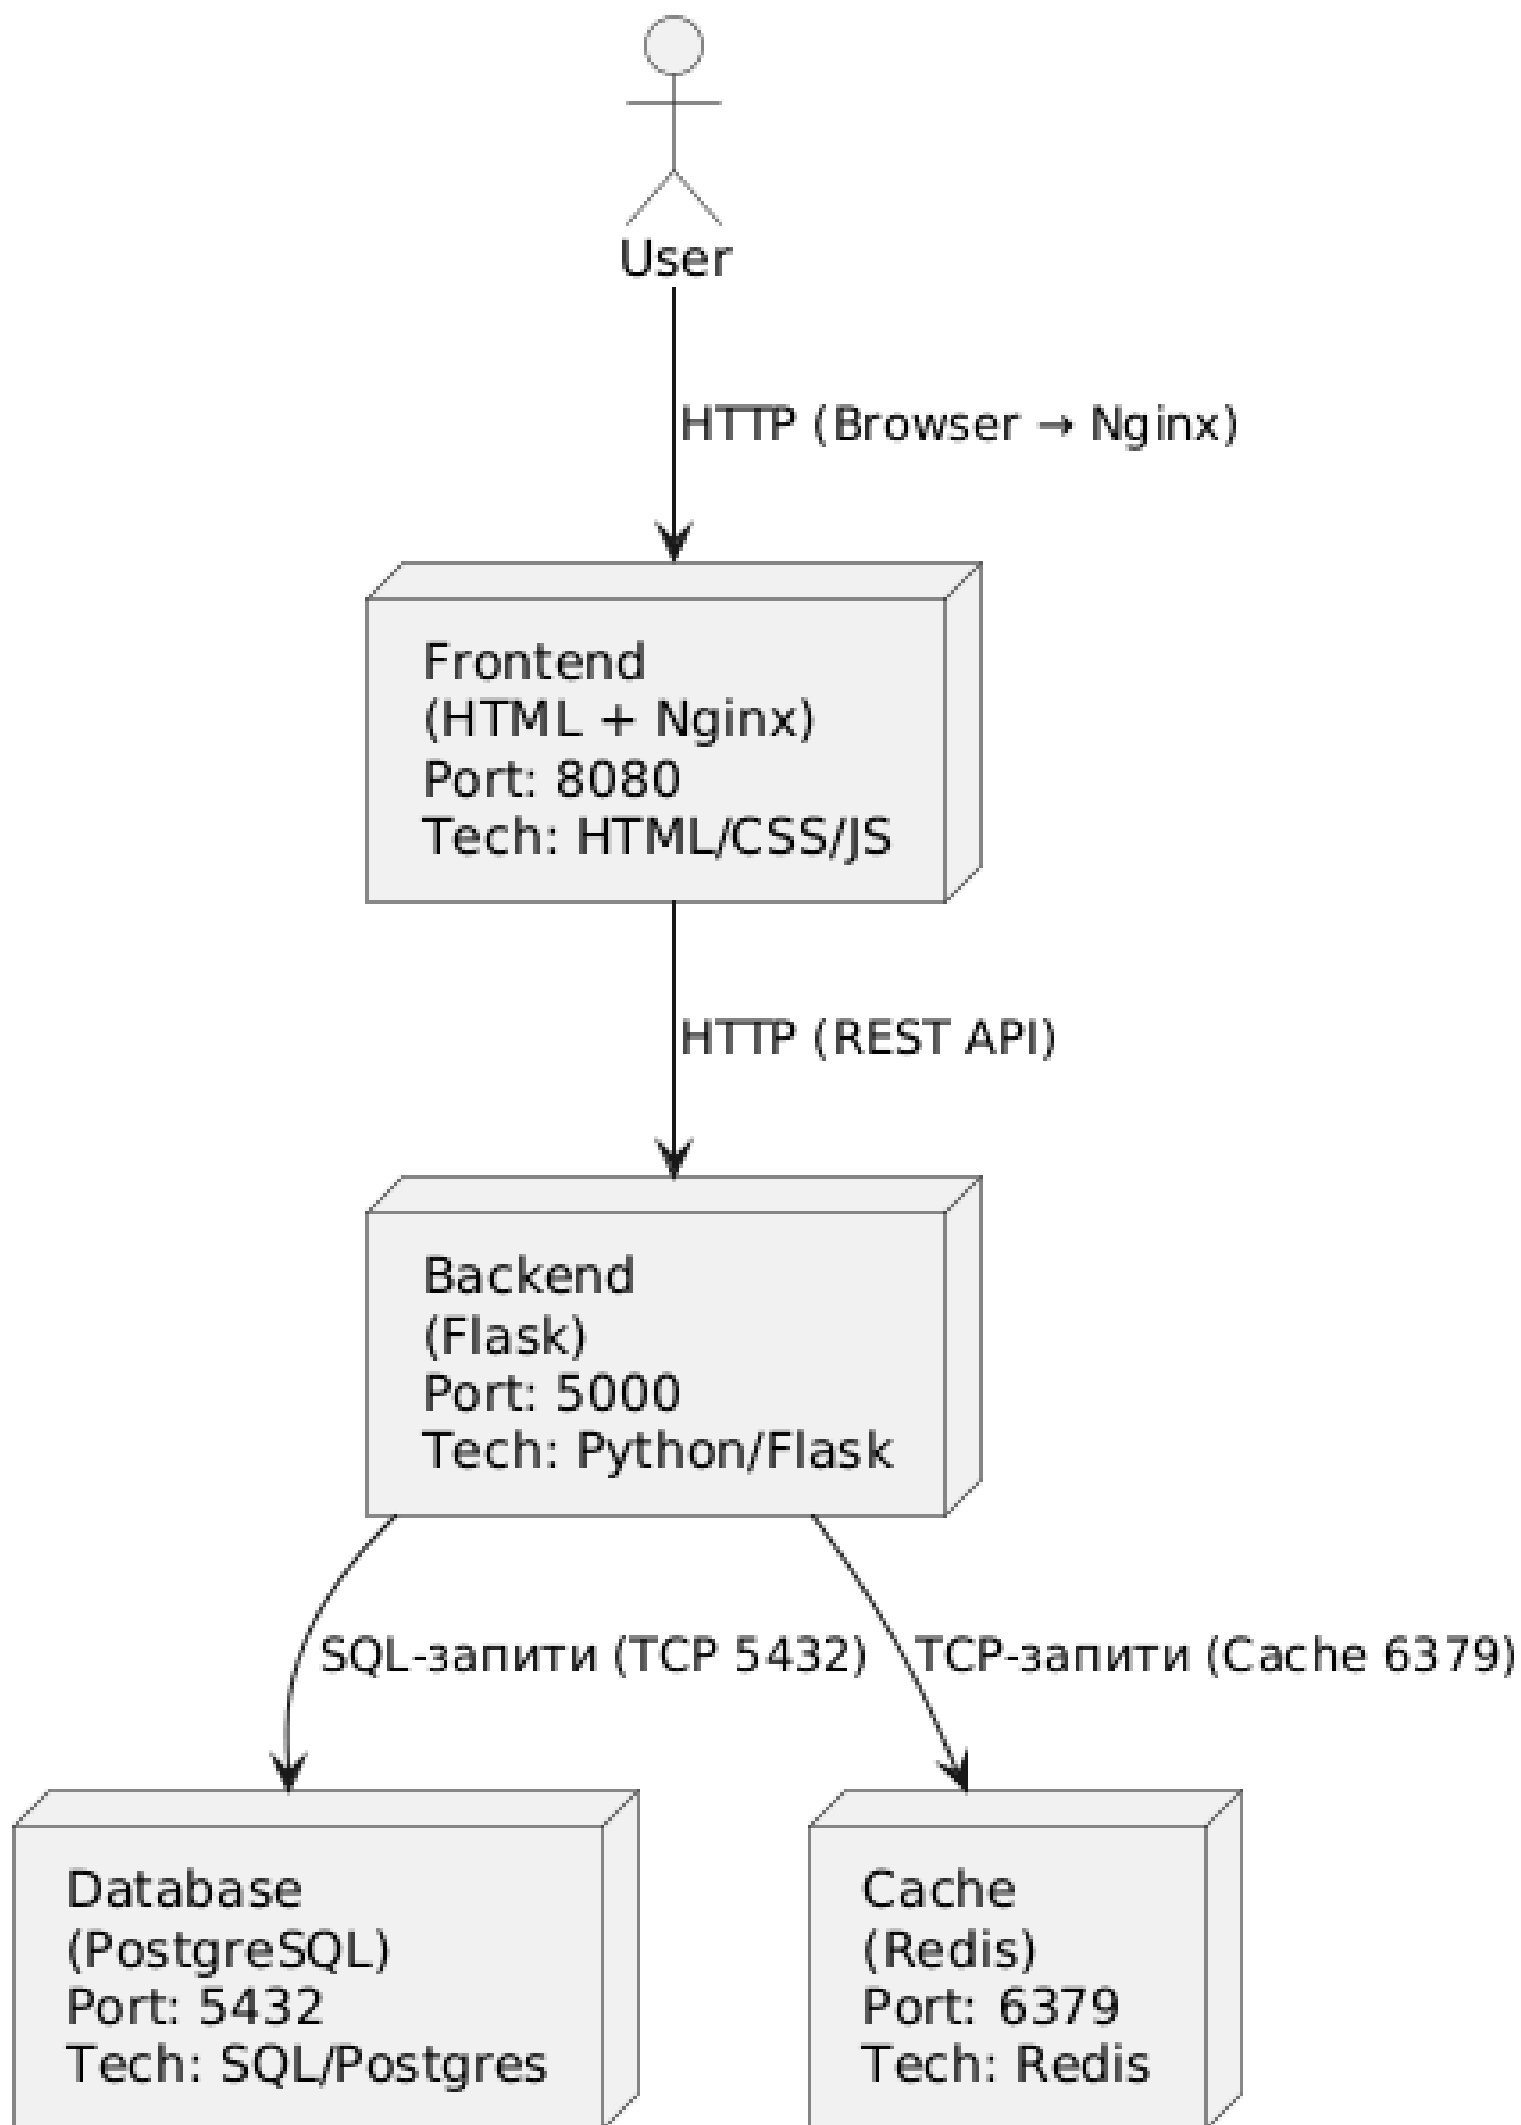 User
HTTP (Browser → Nginx)
Frontend
(HTML + Nginx)
Port: 8080
Tech: HTML/CSS/JS
HTTP (REST API)
Backend
(Flask)
Port: 5000
Tech: Python/Flask
SQL-запити (TCP 5432)
TCP-запити (Cache 6379)
Database
(PostgreSQL)
Port: 5432
Tech: SQL/Postgres
Cache
(Redis)
Port: 6379
Tech: Redis